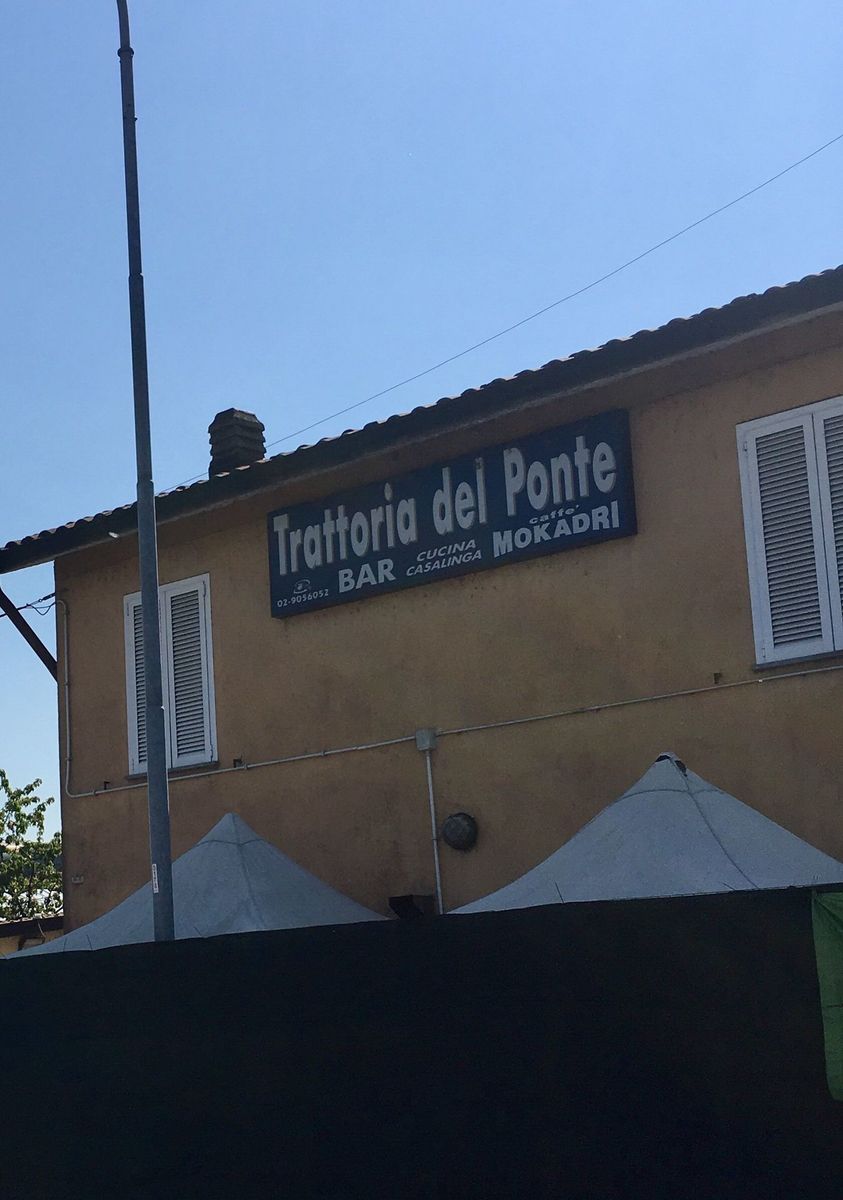 Trattoria del Ponte
02-9056052
BAR
CUCINA
CASALINGA
caffe'
MOKADRI